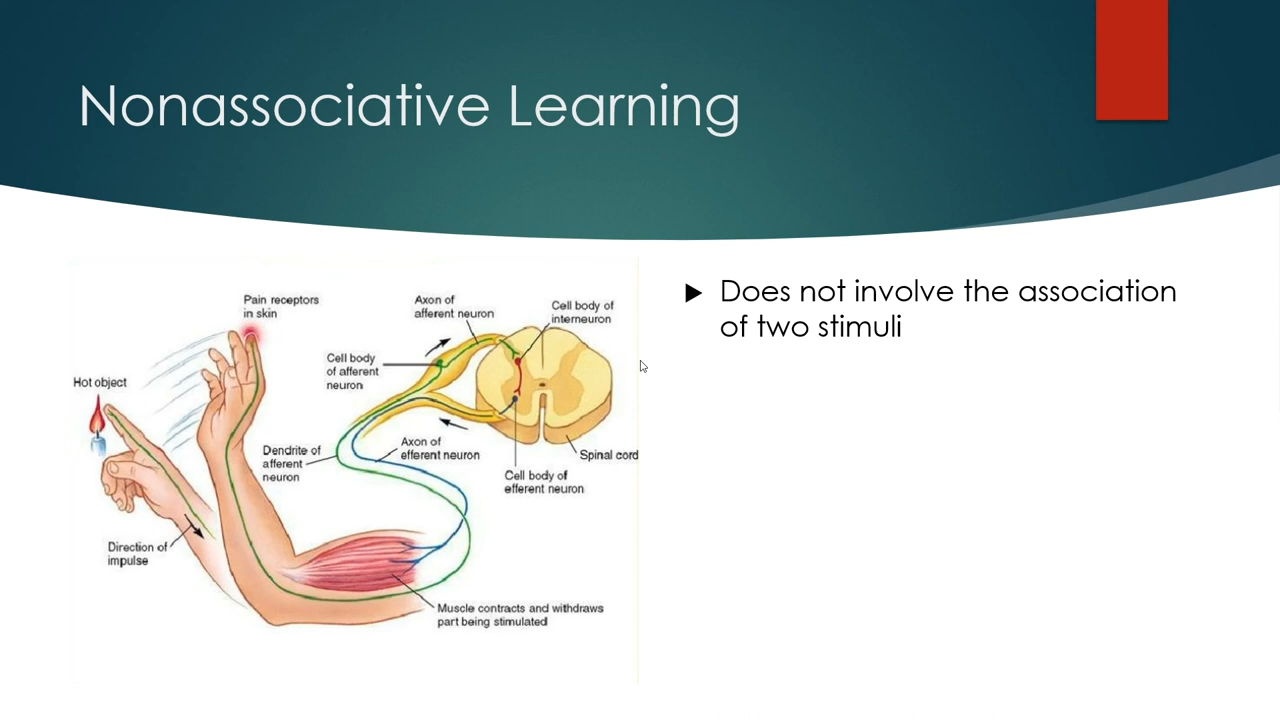 Nonassociative Learning
Pain receptors
in skin
Axon of
afferent neuron
Cell body of
interneuron
Cell body
of afferent
neuron
Hot object
Dendrite of
afferent
neuron
Axon of
efferent neuron
Spinal cord
Cell body of
efferent neuron
Direction of
impulse
Muscle contracts and withdraws
part being stimulated
Does not involve the association
of two stimuli